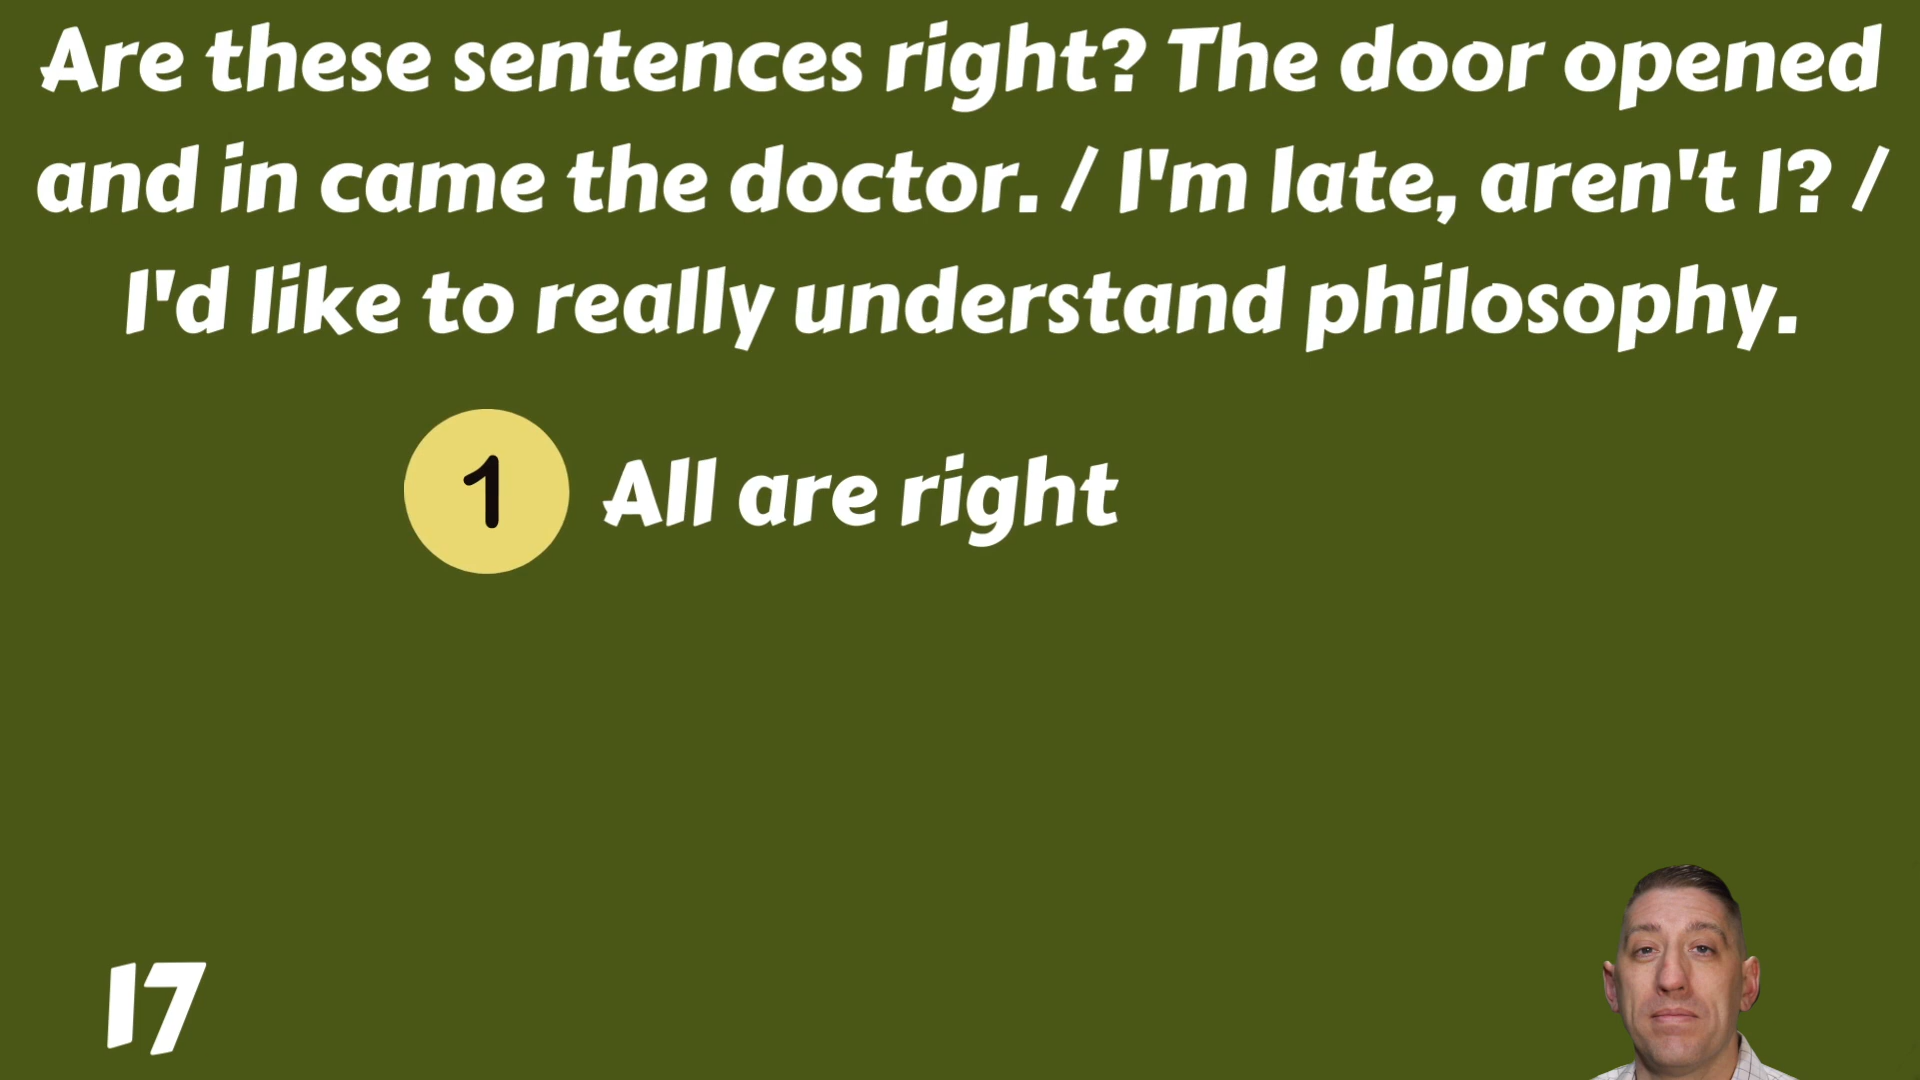 Are these sentences right? The door opened
and in came the doctor. / I'm late, aren't I? /
I'd like to really understand philosophy.
1 All are right
17